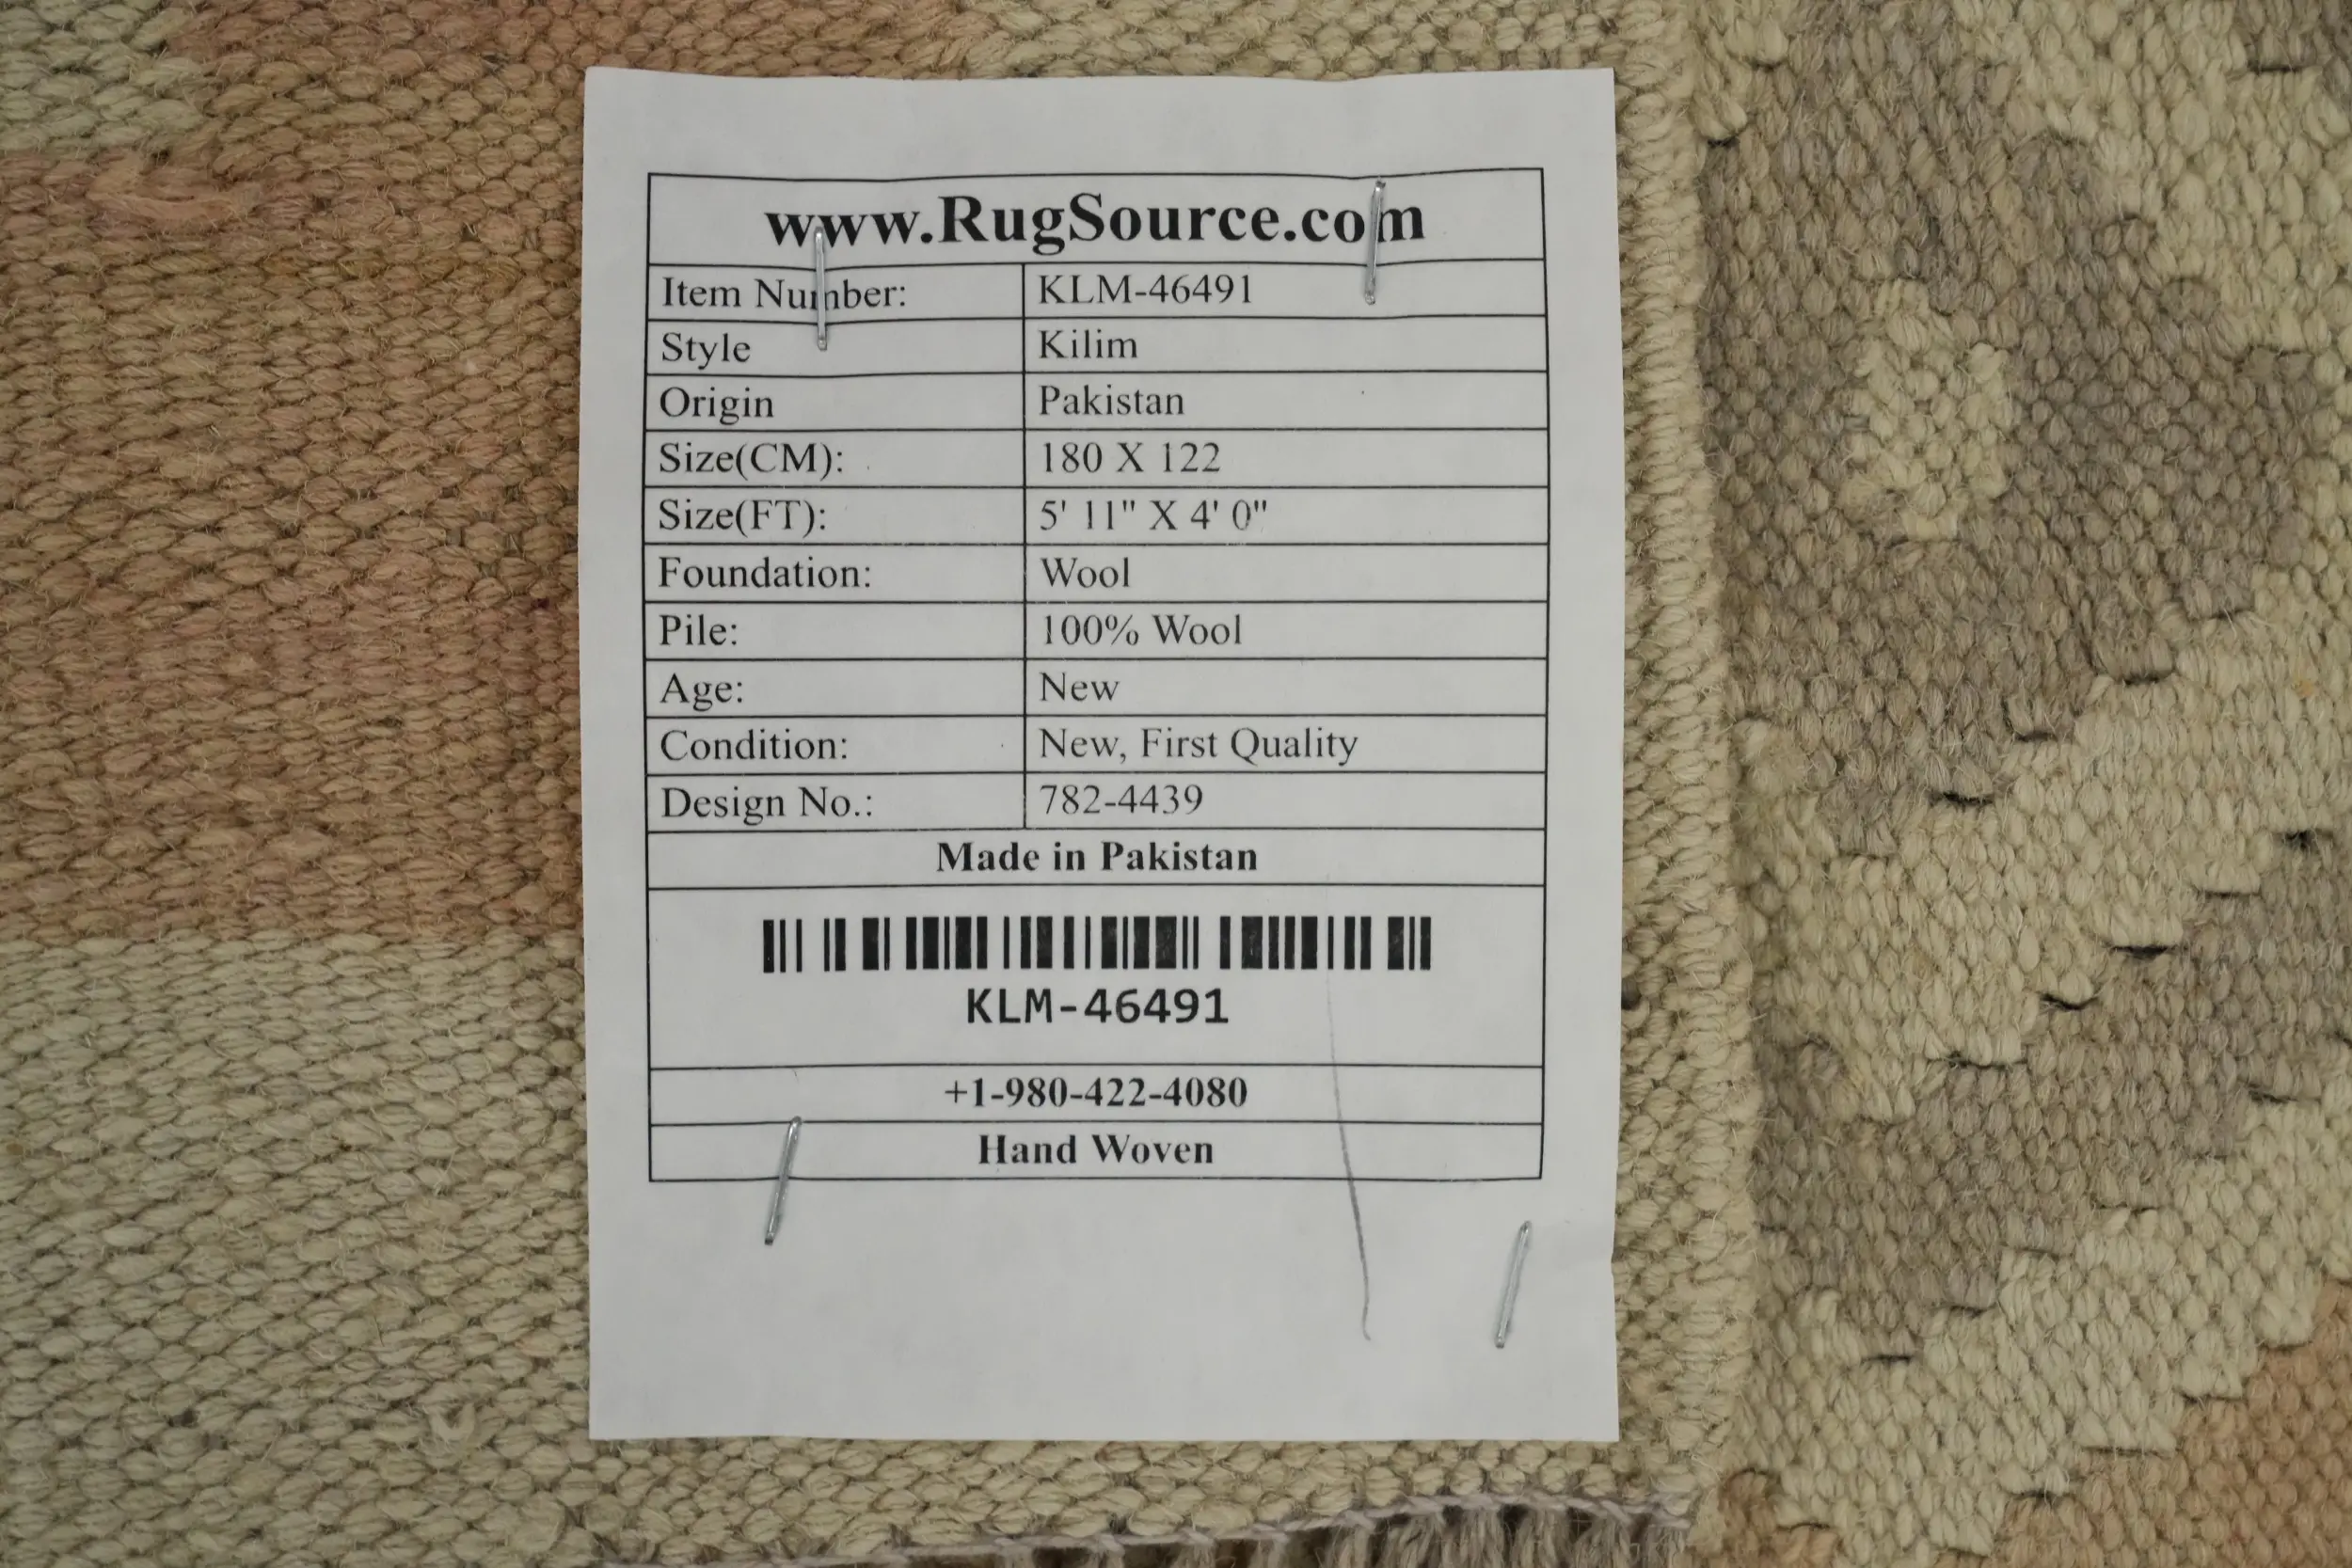 www.RugSource.com
Item Number: KLM-46491
Style Kilim
Origin Pakistan
Size(CM): 180 X 122
Size(FT): 5' 11" X 4' 0"
Foundation: Wool
Pile: 100% Wool
Age: New
Condition: New, First Quality
Design No.: 782-4439
Made in Pakistan
KLM-46491
+1-980-422-4080
Hand Woven